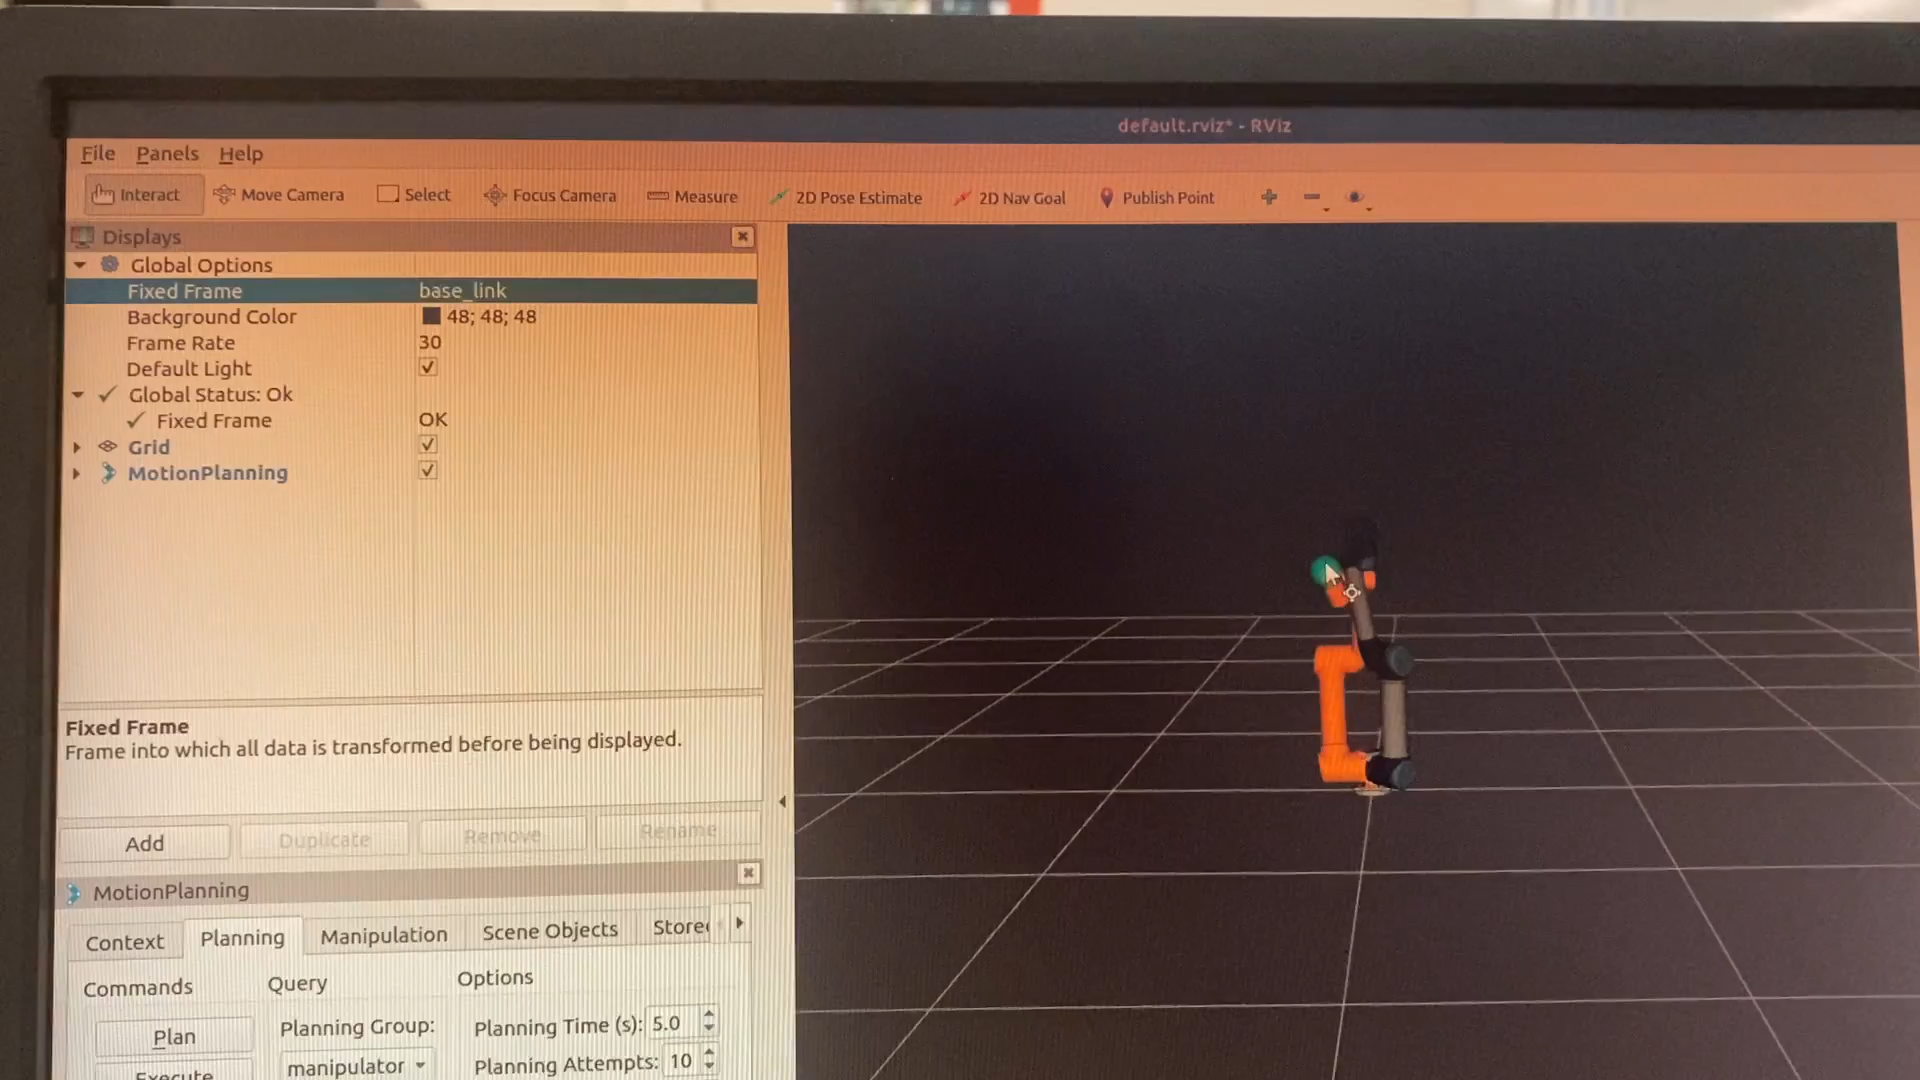 default.rviz* - RViz
File Panels Help
Interact Move Camera Select Focus Camera Measure 2D Pose Estimate 2D Nav Goal Publish Point
Displays
Global Options
Fixed Frame base_link
Background Color 48; 48; 48
Frame Rate 30
Default Light
Global Status: Ok
Fixed Frame OK
Grid
MotionPlanning
Fixed Frame
Frame into which all data is transformed before being displayed.
Add Duplicate Remove Rename
MotionPlanning
Context Planning Manipulation Scene Objects
Commands Query Options
Plan Planning Group: Planning Time (s): 5.0
Execute manipulator Planning Attempts: 10